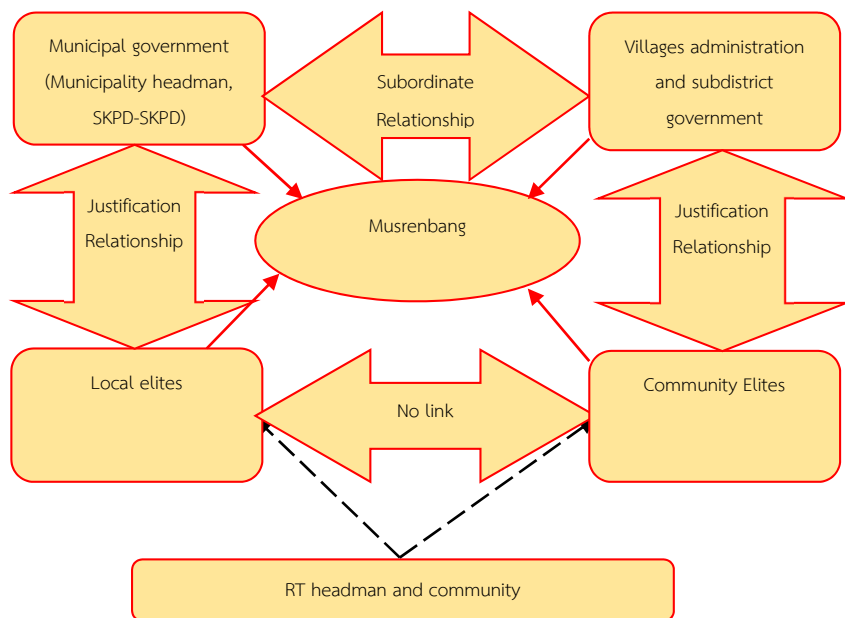 Municipal government
(Municipality headman,
SKPD-SKPD)
Subordinate
Relationship
Villages administration
and subdistrict
government
Justification
Relationship
Musrenbang
Justification
Relationship
Local elites
No link
Community Elites
RT headman and community